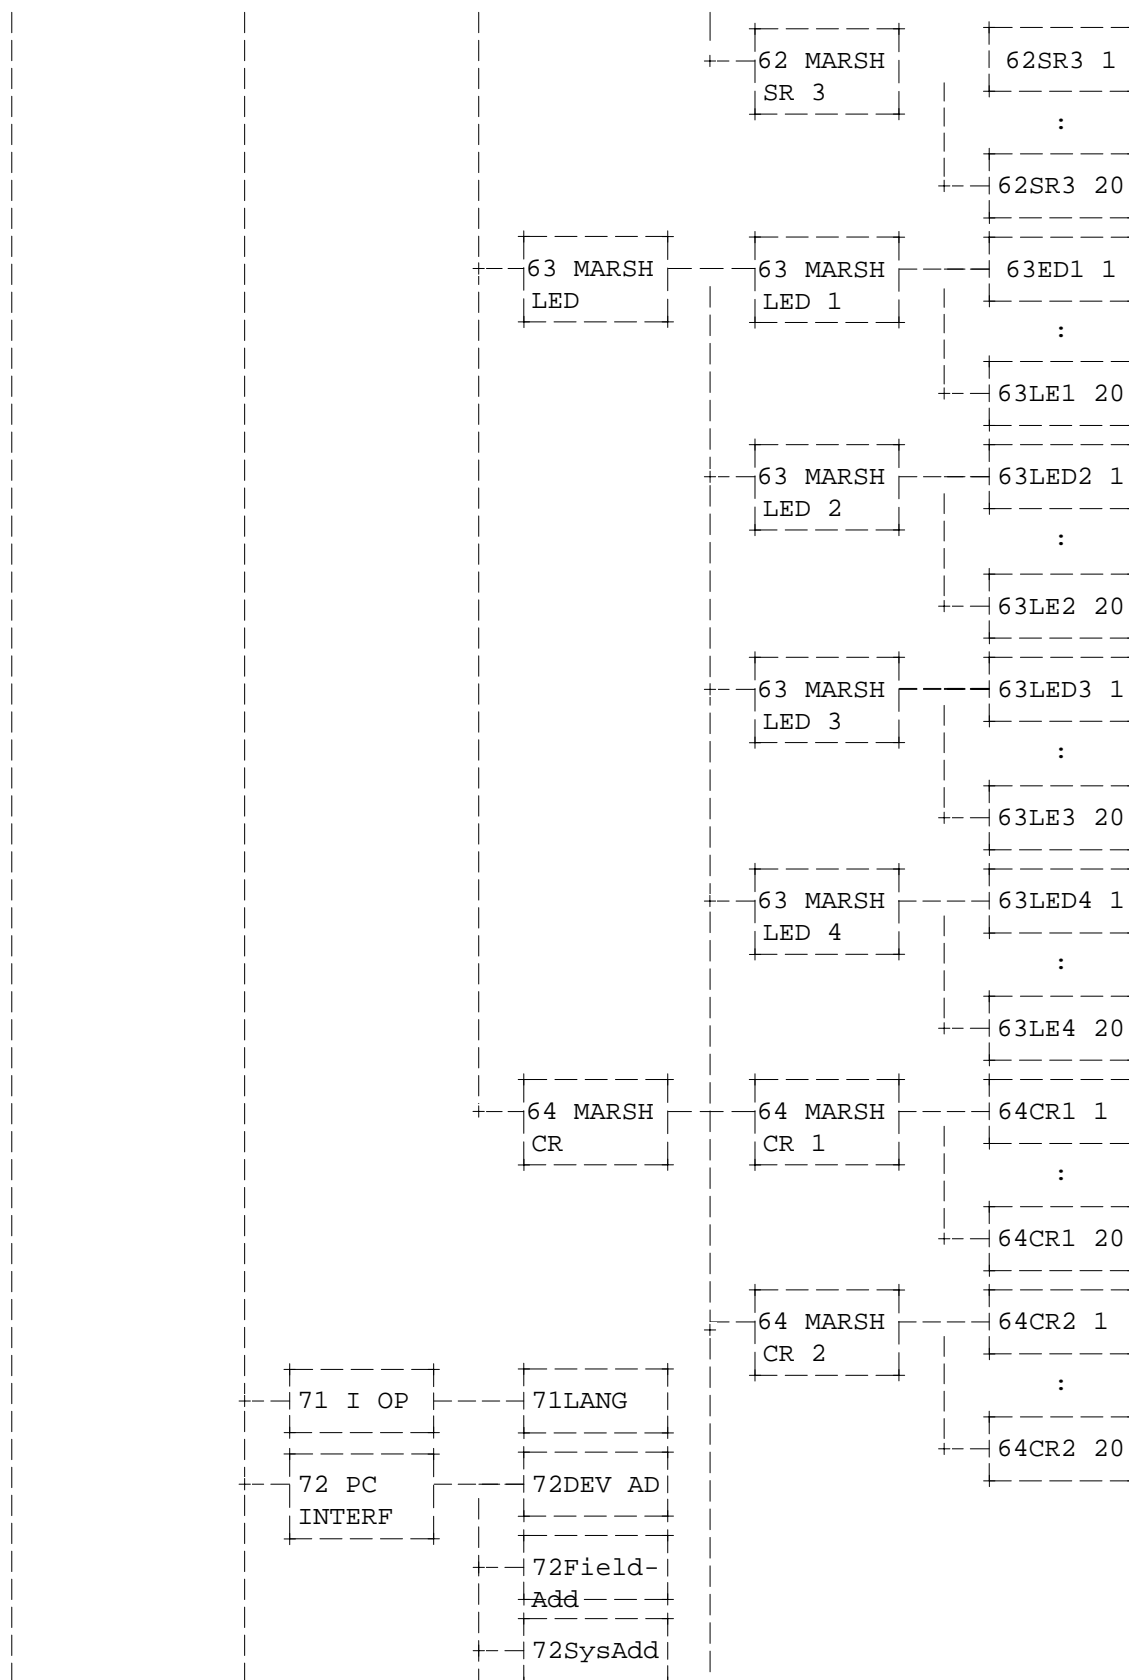 62 MARSH
SR 3
62SR3 1
:
62SR3 20
63 MARSH
LED
63 MARSH
LED 1
63ED1 1
:
63LE1 20
63 MARSH
LED 2
63LED2 1
:
63LE2 20
63 MARSH
LED 3
63LED3 1
:
63LE3 20
63 MARSH
LED 4
63LED4 1
:
63LE4 20
64 MARSH
CR
64 MARSH
CR 1
64CR1 1
:
64CR1 20
64 MARSH
CR 2
64CR2 1
:
64CR2 20
71 I OP
71LANG
72 PC
INTERF
72DEV AD
72Field-
Add
72SysAdd